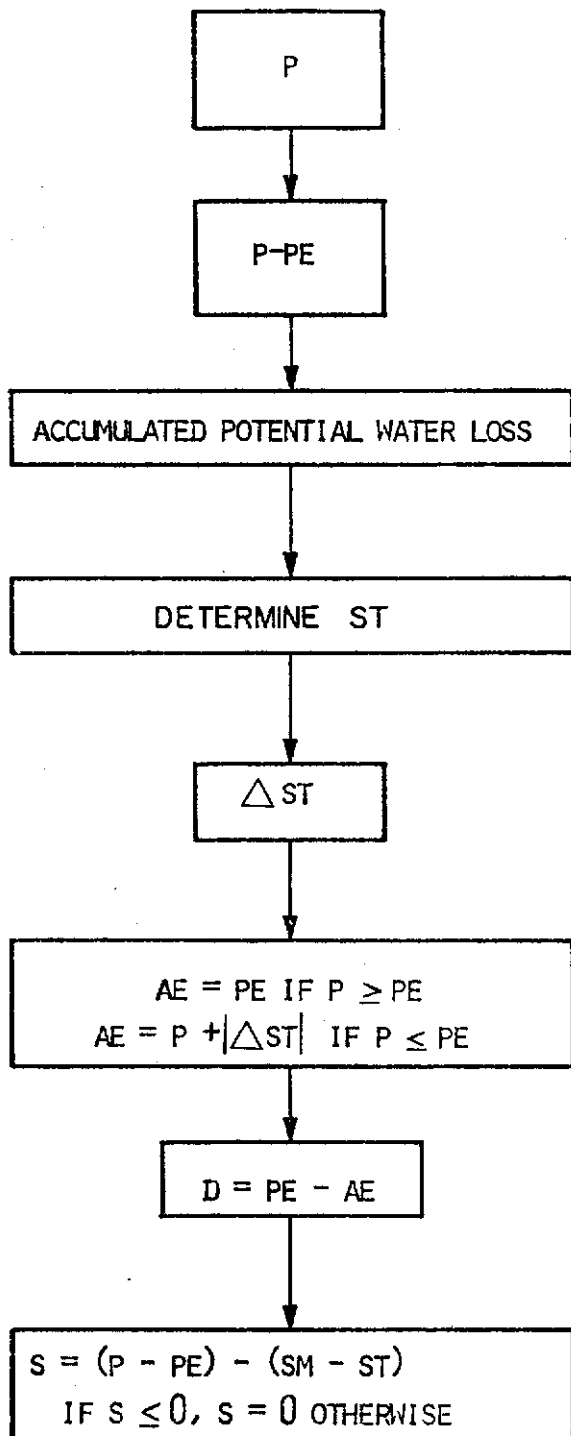 P
P-PE
ACCUMULATED POTENTIAL WATER LOSS
DETERMINE ST
△ ST
AE = PE IF P ≥ PE
AE = P +|△ST| IF P ≤ PE
D = PE - AE
S = (P - PE) - (SM - ST)
IF S ≤ 0, S = 0 OTHERWISE